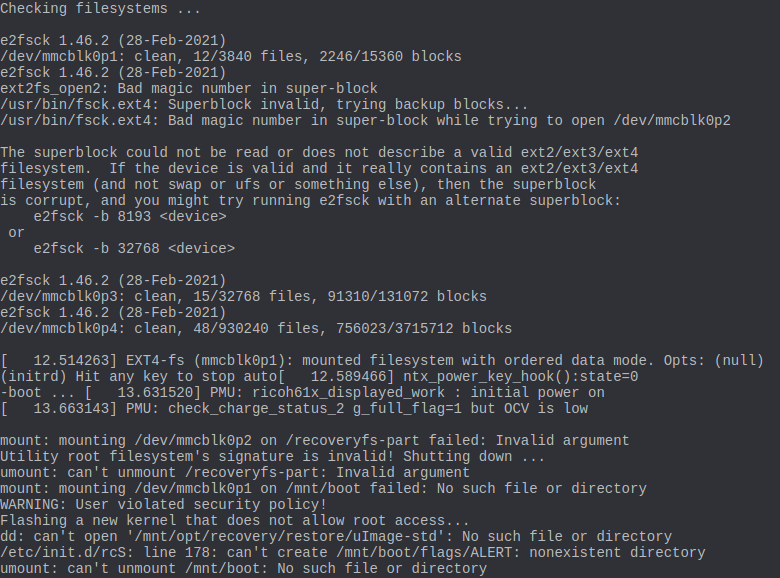 Checking filesystems ...
e2fsck 1.46.2 (28-Feb-2021)
/dev/mmcblk0p1: clean, 12/3840 files, 2246/15360 blocks
e2fsck 1.46.2 (28-Feb-2021)
ext2fs_open2: Bad magic number in super-block
/usr/bin/fsck.ext4: Superblock invalid, trying backup blocks...
/usr/bin/fsck.ext4: Bad magic number in super-block while trying to open /dev/mmcblk0p2
The superblock could not be read or does not describe a valid ext2/ext3/ext4
filesystem.  If the device is valid and it really contains an ext2/ext3/ext4
filesystem (and not swap or ufs or something else), then the superblock
is corrupt, and you might try running e2fsck with an alternate superblock:
    e2fsck -b 8193 <device>
 or
    e2fsck -b 32768 <device>
e2fsck 1.46.2 (28-Feb-2021)
/dev/mmcblk0p3: clean, 15/32768 files, 91310/131072 blocks
e2fsck 1.46.2 (28-Feb-2021)
/dev/mmcblk0p4: clean, 48/930240 files, 756023/3715712 blocks
[   12.514263] EXT4-fs (mmcblk0p1): mounted filesystem with ordered data mode. Opts: (null)
(initrd) Hit any key to stop auto[   12.589466] ntx_power_key_hook():state=0
-boot ... [   13.631520] PMU: ricoh61x_displayed_work : initial power on
[   13.663143] PMU: check_charge_status_2 g_full_flag=1 but OCV is low
mount: mounting /dev/mmcblk0p2 on /recoveryfs-part failed: Invalid argument
Utility root filesystem's signature is invalid! Shutting down ...
umount: can't unmount /recoveryfs-part: Invalid argument
mount: mounting /dev/mmcblk0p1 on /mnt/boot failed: No such file or directory
WARNING: User violated security policy!
Flashing a new kernel that does not allow root access...
dd: can't open '/mnt/opt/recovery/restore/uImage-std': No such file or directory
/etc/init.d/rcS: line 178: can't create /mnt/boot/flags/ALERT: nonexistent directory
umount: can't unmount /mnt/boot: No such file or directory